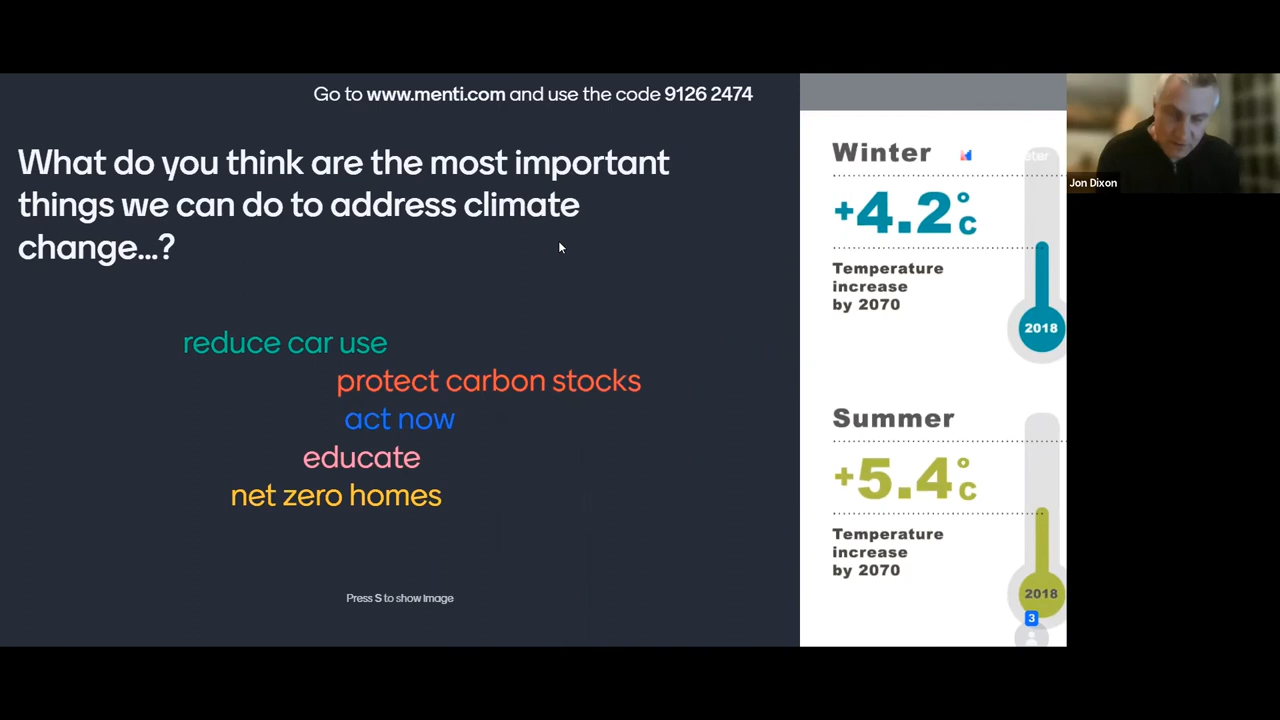 Go to www.menti.com and use the code 9126 2474
What do you think are the most important
things we can do to address climate
change...?
reduce car use
protect carbon stocks
act now
educate
net zero homes
Press S to show image
Winter
+4.2°C
Temperature
increase
by 2070
2018
Summer
+5.4°C
Temperature
increase
by 2070
2018
3
Jon Dixon